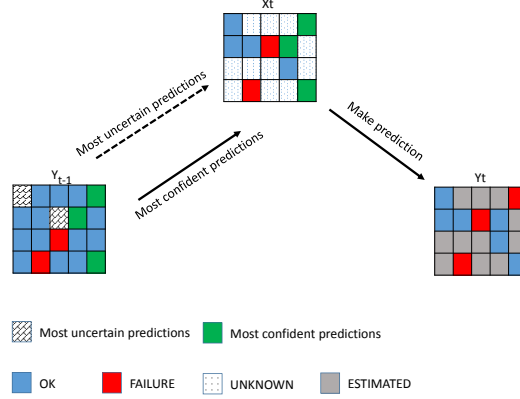 Xt
Most uncertain predictions
Most confident predictions
Make prediction
Yt-1
Yt
Most uncertain predictions
Most confident predictions
OK
FAILURE
UNKNOWN
ESTIMATED